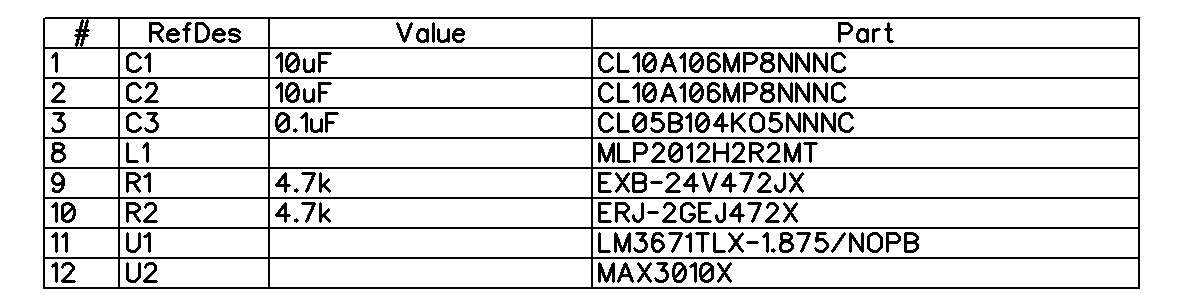 # RefDes Value Part
1 C1 10uF CL10A106MP8NNNC
2 C2 10uF CL10A106MP8NNNC
3 C3 0.1uF CL05B104KO5NNNC
8 L1 MLP2012H2R2MT
9 R1 4.7k EXB-24V472JX
10 R2 4.7k ERJ-2GEJ472X
11 U1 LM3671TLX-1.875/NOPB
12 U2 MAX3010X